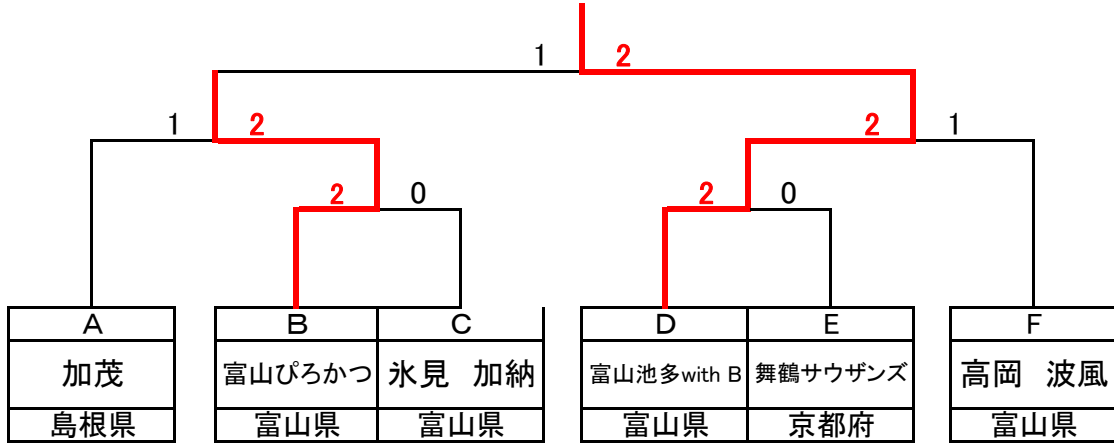 1 2
1 2 2 1
2 0 2 0
A B C D E F
加茂 富山ぴろかつ 氷見 加納 富山池多with B 舞鶴サウザンズ 高岡 波風
島根県 富山県 富山県 富山県 京都府 富山県